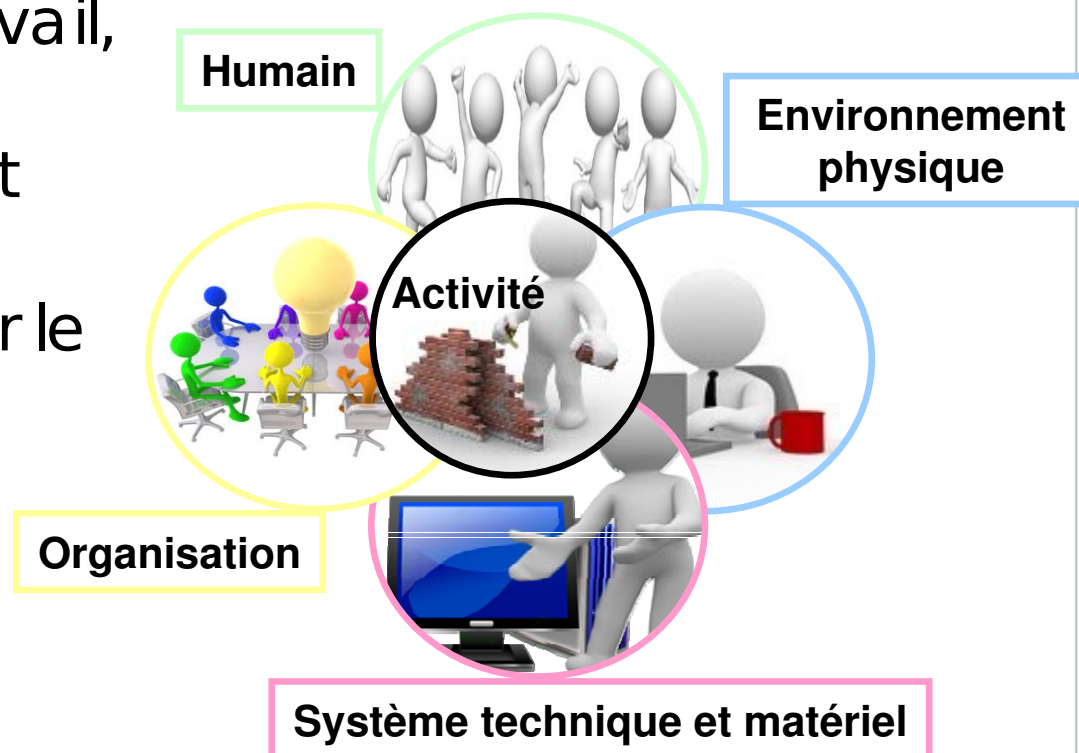 vail,
t
r le
Humain
Environnement
physique
Activité
Organisation
Système technique et matériel